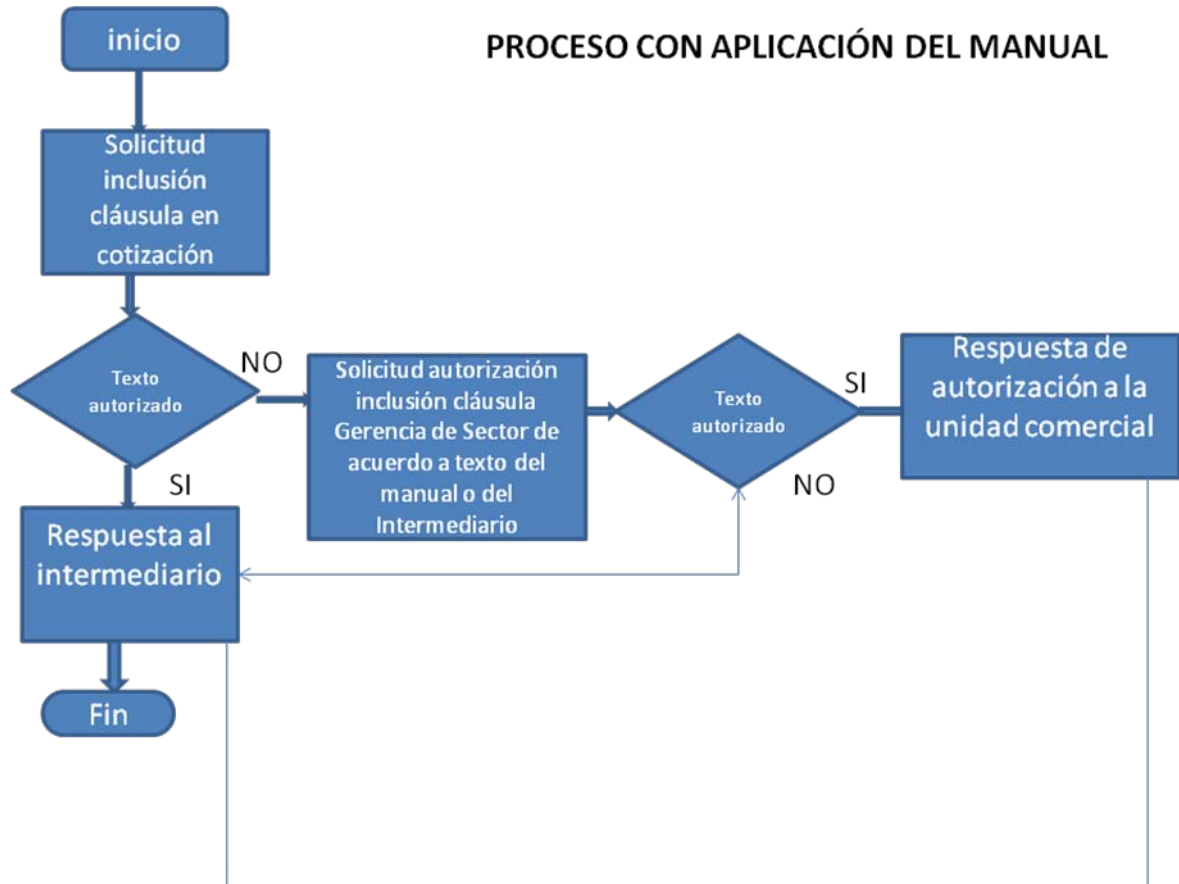 inicio
PROCESO CON APLICACIÓN DEL MANUAL
Solicitud
inclusión
cláusula en
cotización
Texto
autorizado
NO
Solicitud autorización
inclusión cláusula
Gerencia de Sector de
acuerdo a texto del
manual o del
Intermediario
Texto
autorizado
SI
Respuesta de
autorización a la
unidad comercial
NO
SI
Respuesta al
intermediario
Fin